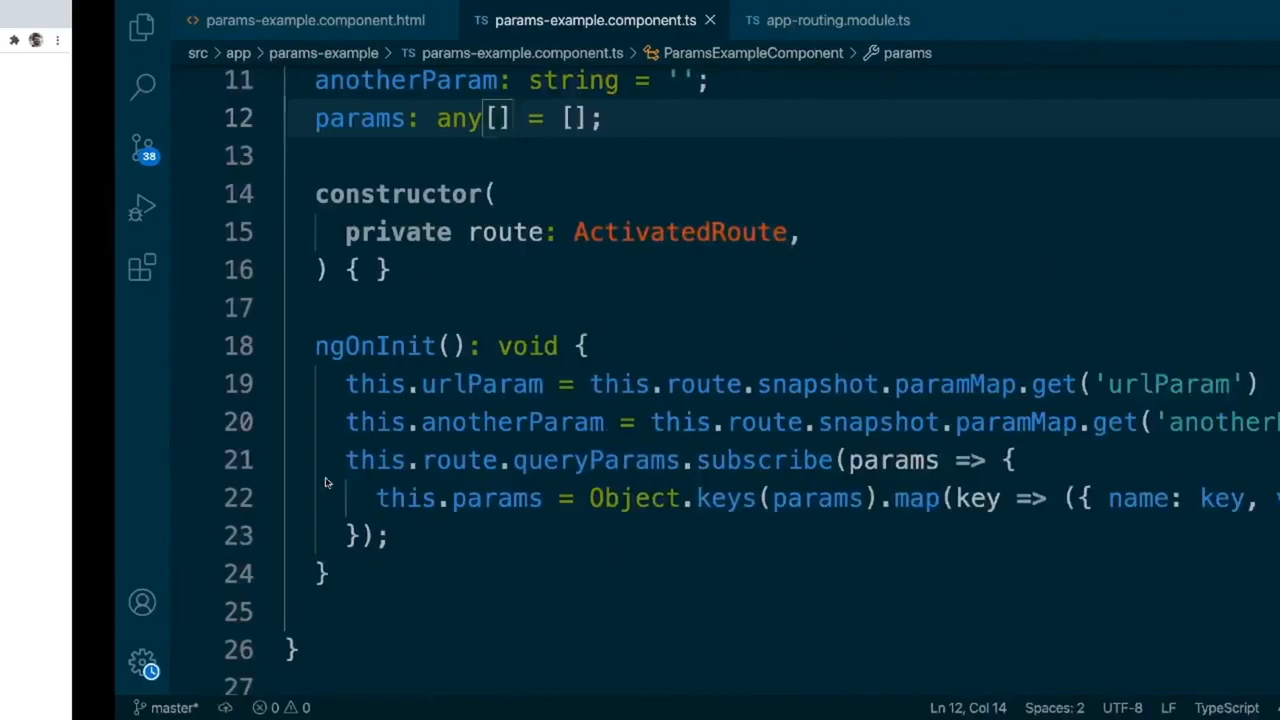 params-example.component.html
TS params-example.component.ts
TS app-routing.module.ts
src > app > params-example > TS params-example.component.ts > ParamsExampleComponent > params
11 anotherParam: string = '';
12 params: any[] = [];
13
14 constructor(
15 private route: ActivatedRoute,
16 ) { }
17
18 ngOnInit(): void {
19 this.urlParam = this.route.snapshot.paramMap.get('urlParam')
20 this.anotherParam = this.route.snapshot.paramMap.get('another
21 this.route.queryParams.subscribe(params => {
22 this.params = Object.keys(params).map(key => ({ name: key,
23 });
24 }
25
26 }
27
38
master* 0 0 Ln 12, Col 14 Spaces: 2 UTF-8 LF TypeScript